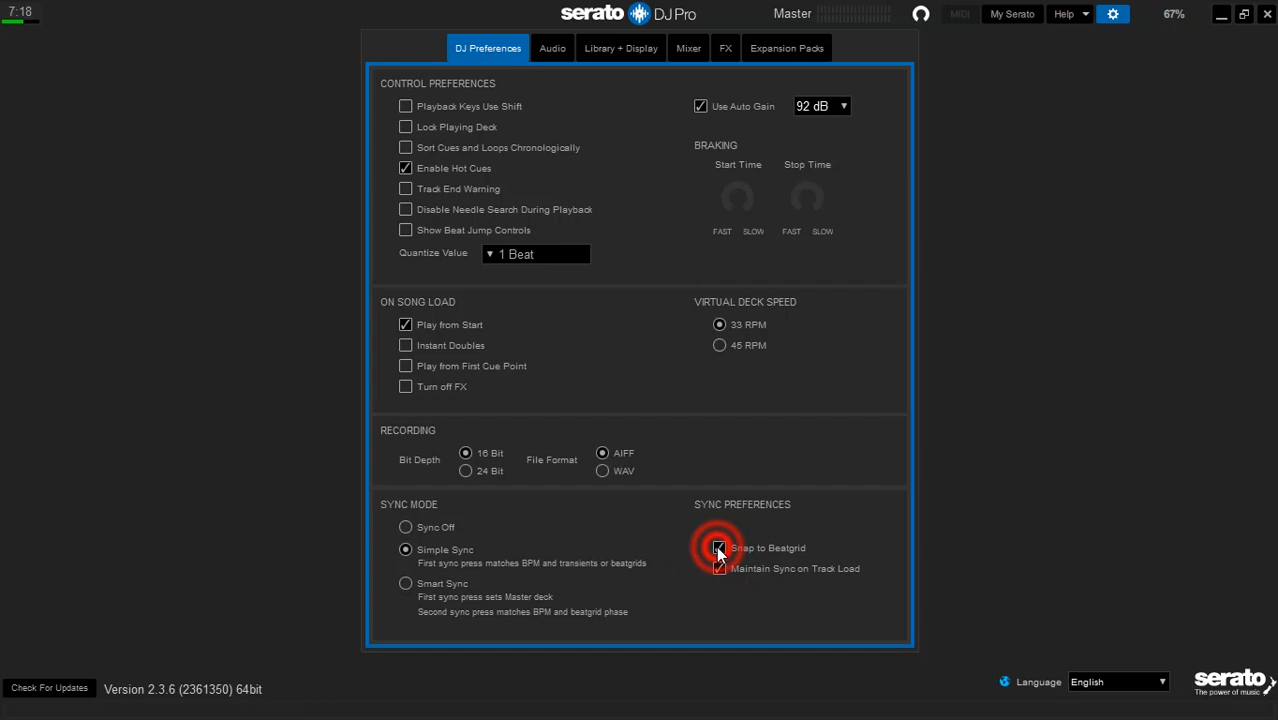 7:18
serato DJ Pro
Master
MIDI
My Serato
Help
67%
DJ Preferences
Audio
Library + Display
Mixer
FX
Expansion Packs
CONTROL PREFERENCES
Playback Keys Use Shift
Lock Playing Deck
Sort Cues and Loops Chronologically
Enable Hot Cues
Track End Warning
Disable Needle Search During Playback
Show Beat Jump Controls
Quantize Value
1 Beat
Use Auto Gain
92 dB
BRAKING
Start Time
Stop Time
FAST
SLOW
FAST
SLOW
ON SONG LOAD
Play from Start
Instant Doubles
Play from First Cue Point
Turn off FX
VIRTUAL DECK SPEED
33 RPM
45 RPM
RECORDING
Bit Depth
16 Bit
24 Bit
File Format
AIFF
WAV
SYNC MODE
Sync Off
Simple Sync
First sync press matches BPM and transients or beatgrids
Smart Sync
First sync press sets Master deck
Second sync press matches BPM and beatgrid phase
SYNC PREFERENCES
Snap to Beatgrid
Maintain Sync on Track Load
Check For Updates
Version 2.3.6 (2361350) 64bit
Language
English
serato
The power of music